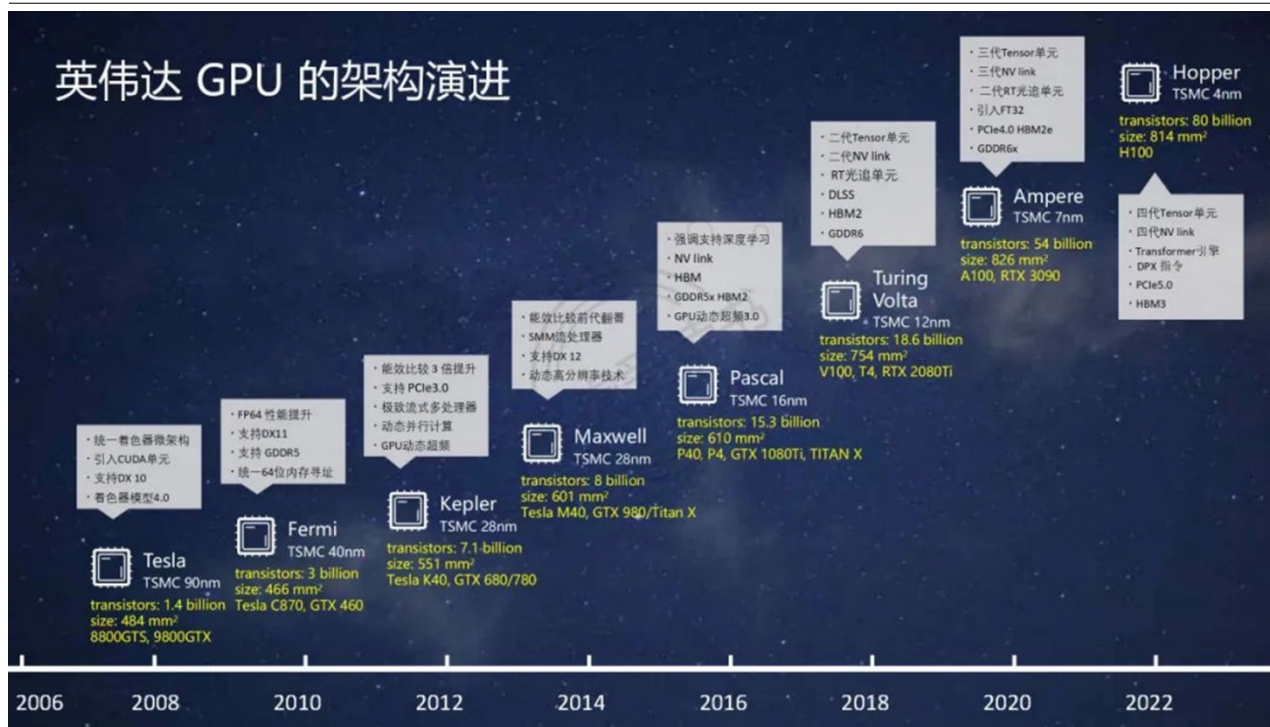 英伟达 GPU 的架构演进
· 统一着色器微架构
· 引入CUDA单元
· 支持DX 10
· 着色器模型4.0
Tesla
TSMC 90nm
transistors: 1.4 billion
size: 484 mm²
8800GTS, 9800GTX
· FP64 性能提升
· 支持DX11
· 支持 GDDR5
· 统一64位内存寻址
Fermi
TSMC 40nm
transistors: 3 billion
size: 466 mm²
Tesla C870, GTX 460
· 能效比较 3 倍提升
· 支持 PCIe3.0
· 极致流式多处理器
· 动态并行计算
· GPU动态超频
Kepler
TSMC 28nm
transistors: 7.1 billion
size: 551 mm²
Tesla K40, GTX 680/780
· 能效比较前代翻番
· SMM流处理器
· 支持DX 12
· 动态高分辨率技术
Maxwell
TSMC 28nm
transistors: 8 billion
size: 601 mm²
Tesla M40, GTX 980/Titan X
· 强调支持深度学习
· NV link
· HBM
· GDDR5x HBM2
· GPU动态超频3.0
Pascal
TSMC 16nm
transistors: 15.3 billion
size: 610 mm²
P40, P4, GTX 1080Ti, TITAN X
· 二代Tensor单元
· 二代NV link
· RT光追单元
· DLSS
· HBM2
· GDDR6
Turing
Volta
TSMC 12nm
transistors: 18.6 billion
size: 754 mm²
V100, T4, RTX 2080Ti
· 三代Tensor单元
· 三代NV link
· 二代RT光追单元
· 引入FT32
· PCIe4.0 HBM2e
· GDDR6x
Ampere
TSMC 7nm
transistors: 54 billion
size: 826 mm²
A100, RTX 3090
Hopper
TSMC 4nm
transistors: 80 billion
size: 814 mm²
H100
· 四代Tensor单元
· 四代NV link
· Transformer引擎
· DPX 指令
· PCIe5.0
· HBM3
2006 2008 2010 2012 2014 2016 2018 2020 2022